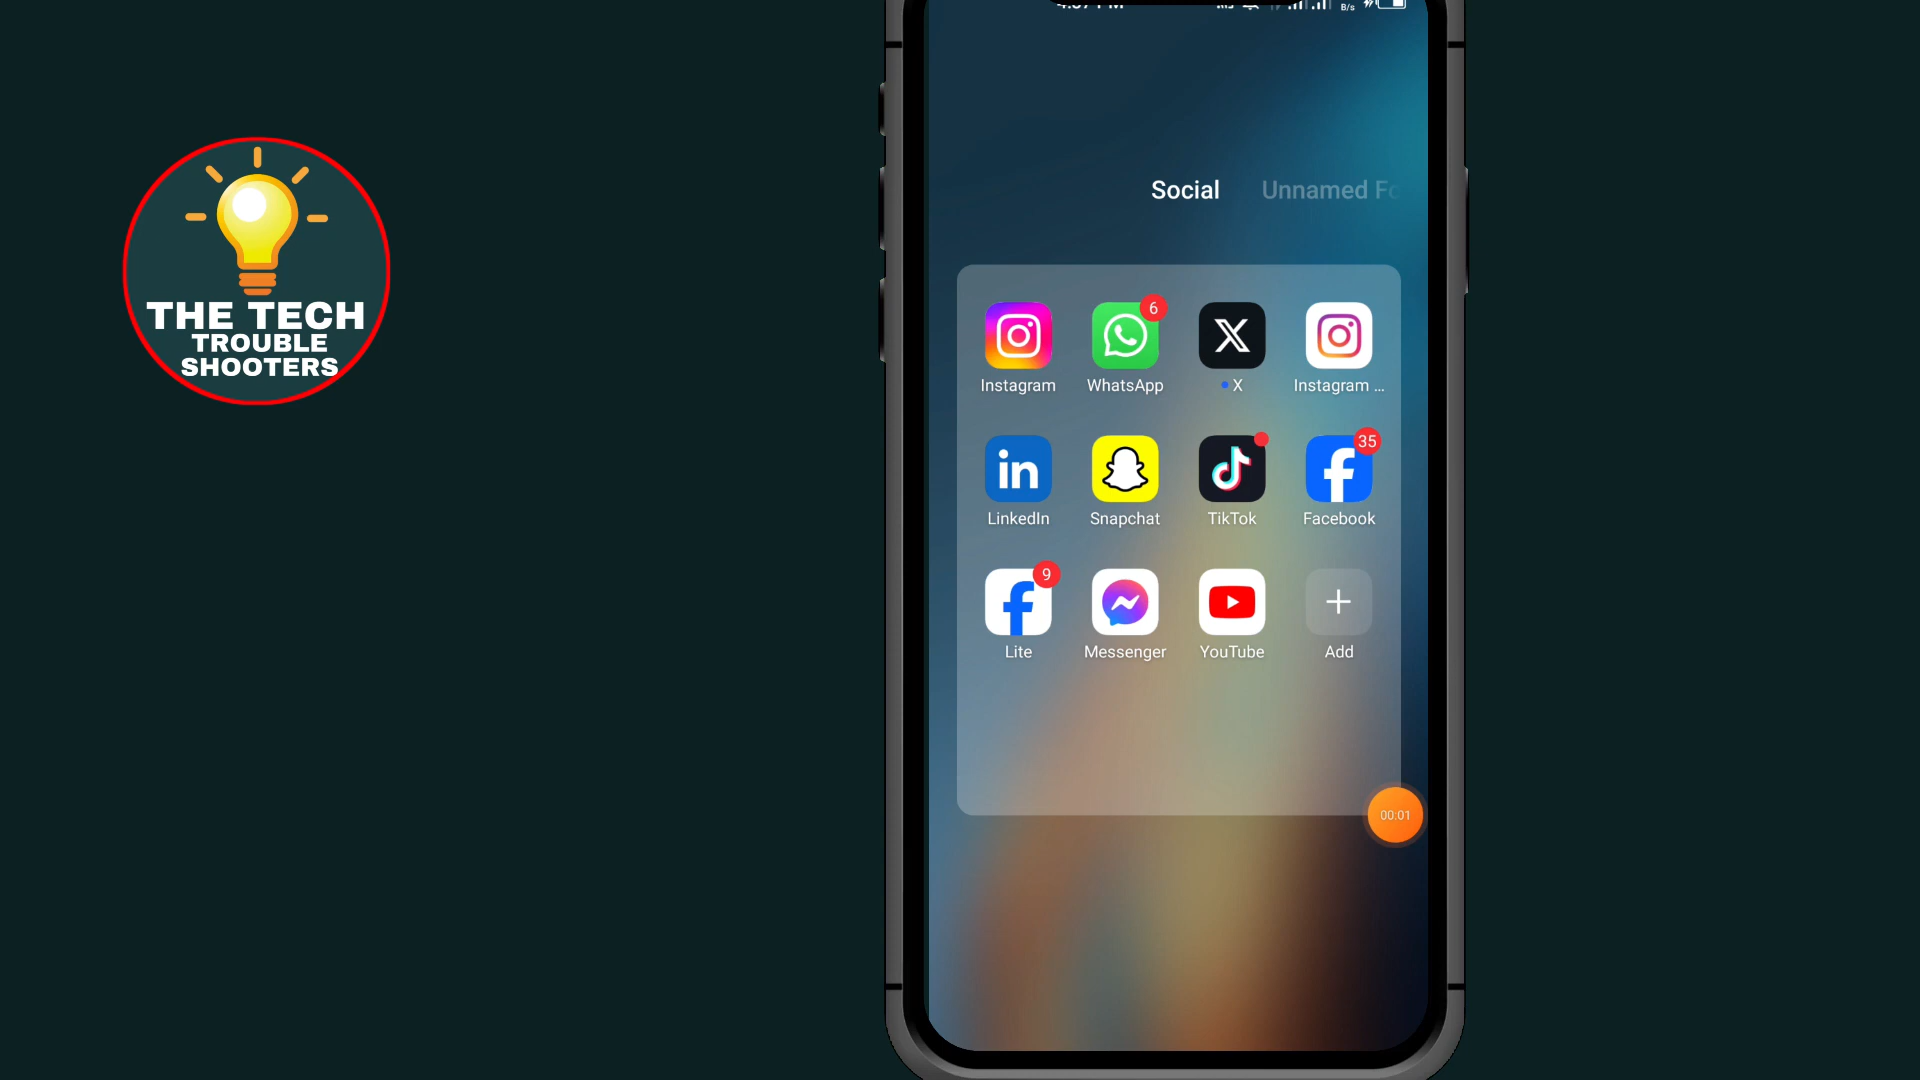 THE TECH
TROUBLE
SHOOTERS
B/s
Social Unnamed
6
Instagram WhatsApp X Instagram ...
35
LinkedIn Snapchat TikTok Facebook
9
Lite Messenger YouTube Add
00:01